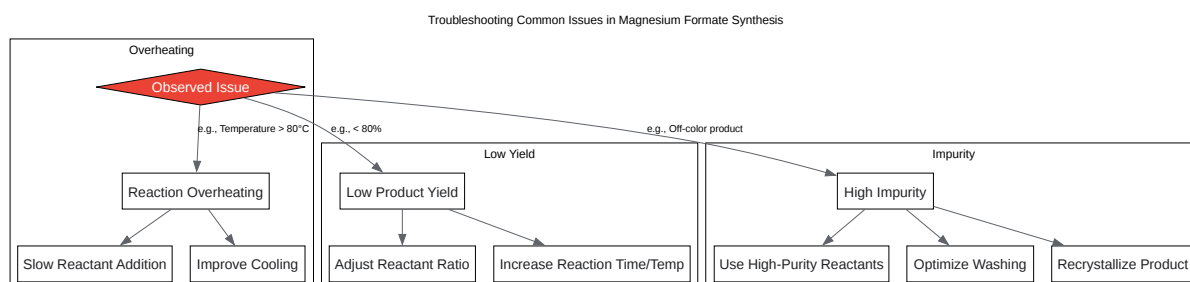 Troubleshooting Common Issues in Magnesium Formate Synthesis
Overheating
Observed Issue
e.g., Temperature > 80°C
e.g., < 80%
e.g., Off-color product
Low Yield
Impurity
Reaction Overheating
Low Product Yield
High Impurity
Slow Reactant Addition
Improve Cooling
Adjust Reactant Ratio
Increase Reaction Time/Temp
Use High-Purity Reactants
Optimize Washing
Recrystallize Product